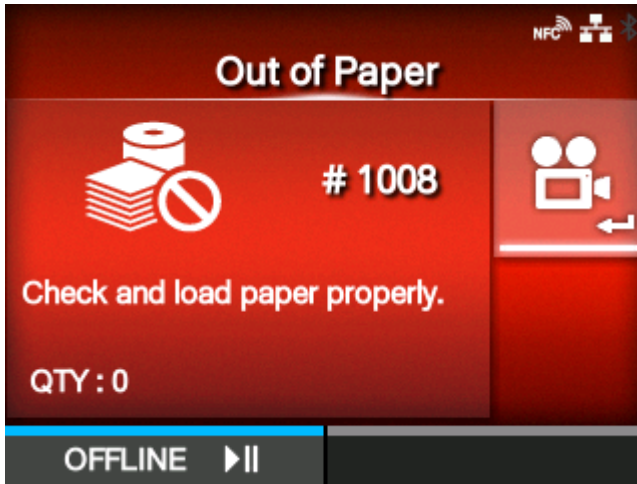 NFC
Out of Paper
# 1008
Check and load paper properly.
QTY : 0
OFFLINE